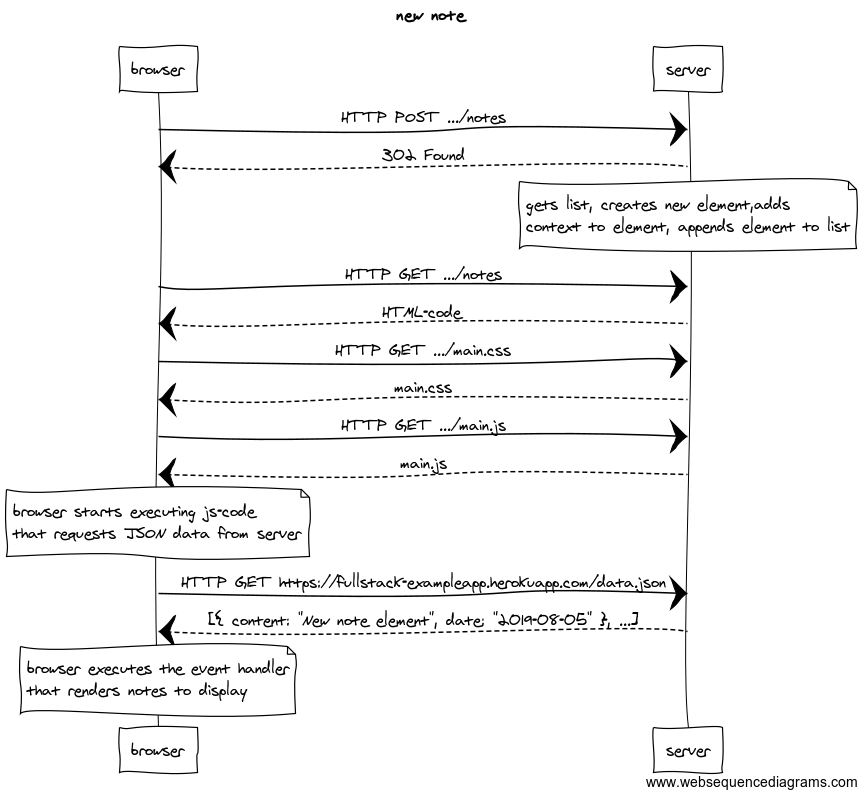 new note
browser
server
HTTP POST .../notes
302 Found
gets list, creates new element,adds
context to element, appends element to list
HTTP GET .../notes
HTML-code
HTTP GET .../main.css
main.css
HTTP GET .../main.js
main.js
browser starts executing js-code
that requests JSON data from server
HTTP GET https://fullstack-exampleapp.herokuapp.com/data.json
[{ content: "New note element", date: "2019-08-05" }, ...]
browser executes the event handler
that renders notes to display
browser
server
www.websequencediagrams.com